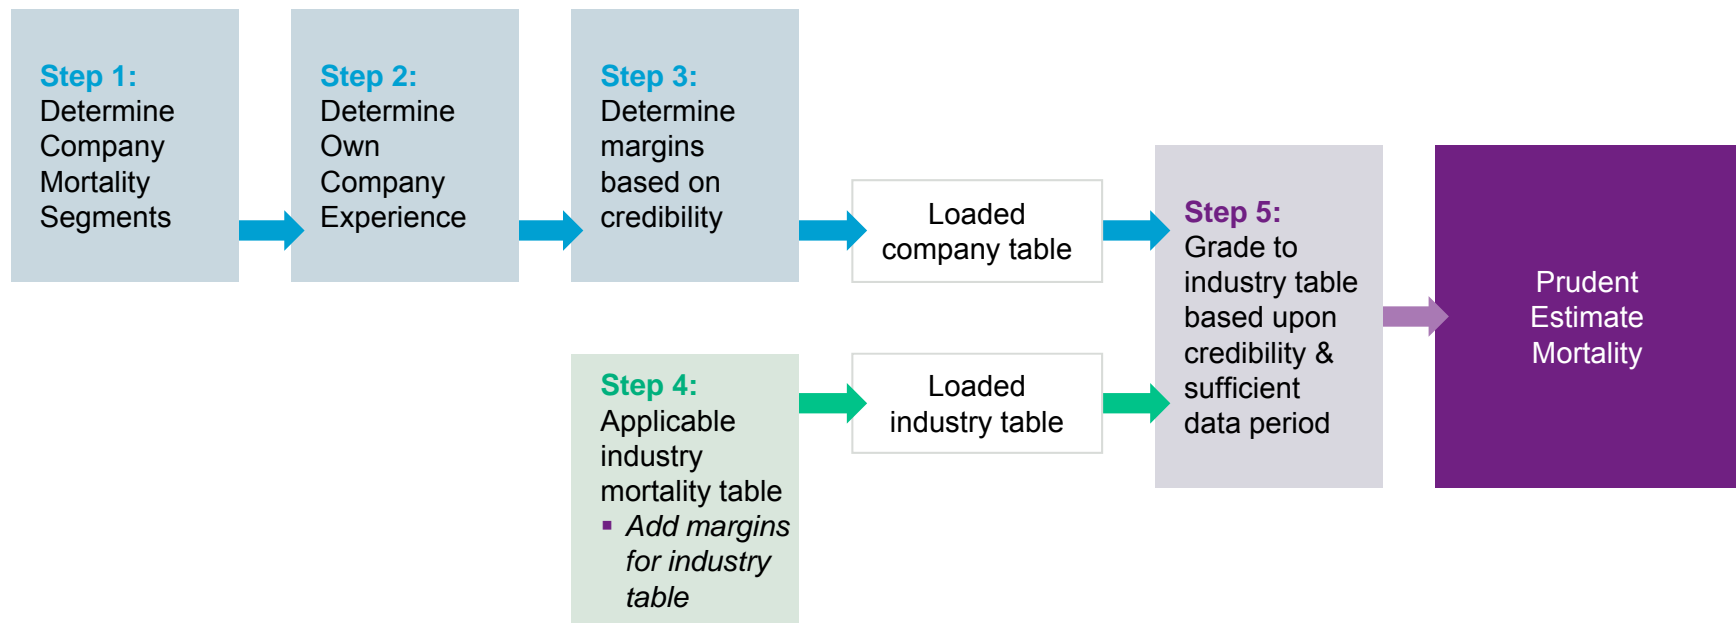 Step 1:
Determine
Company
Mortality
Segments
Step 2:
Determine
Own
Company
Experience
Step 3:
Determine
margins
based on
credibility
Loaded
company table
Step 4:
Applicable
industry
mortality table
▪ Add margins
for industry
table
Loaded
industry table
Step 5:
Grade to
industry table
based upon
credibility &
sufficient
data period
Prudent
Estimate
Mortality